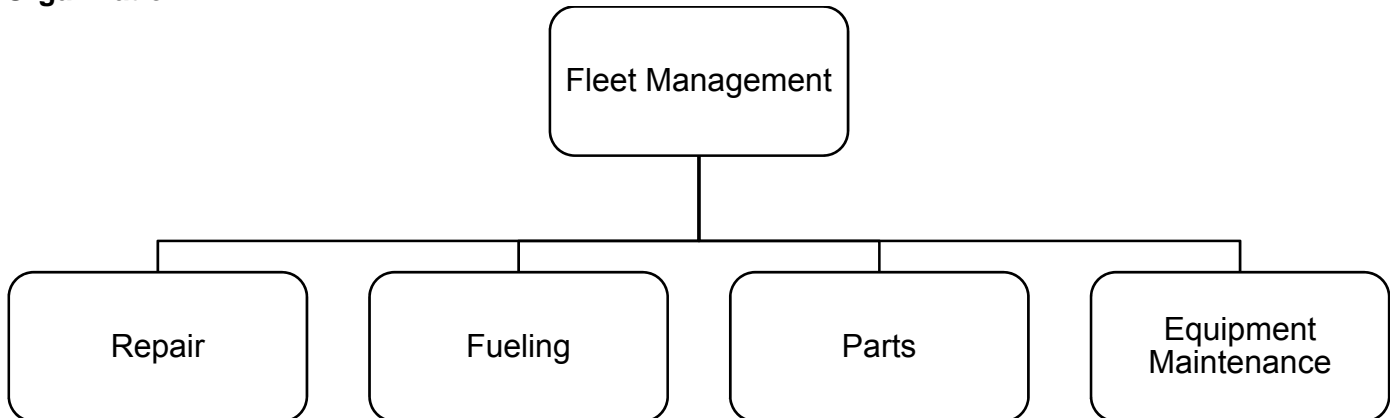 Fleet Management
Repair
Fueling
Parts
Equipment
Maintenance